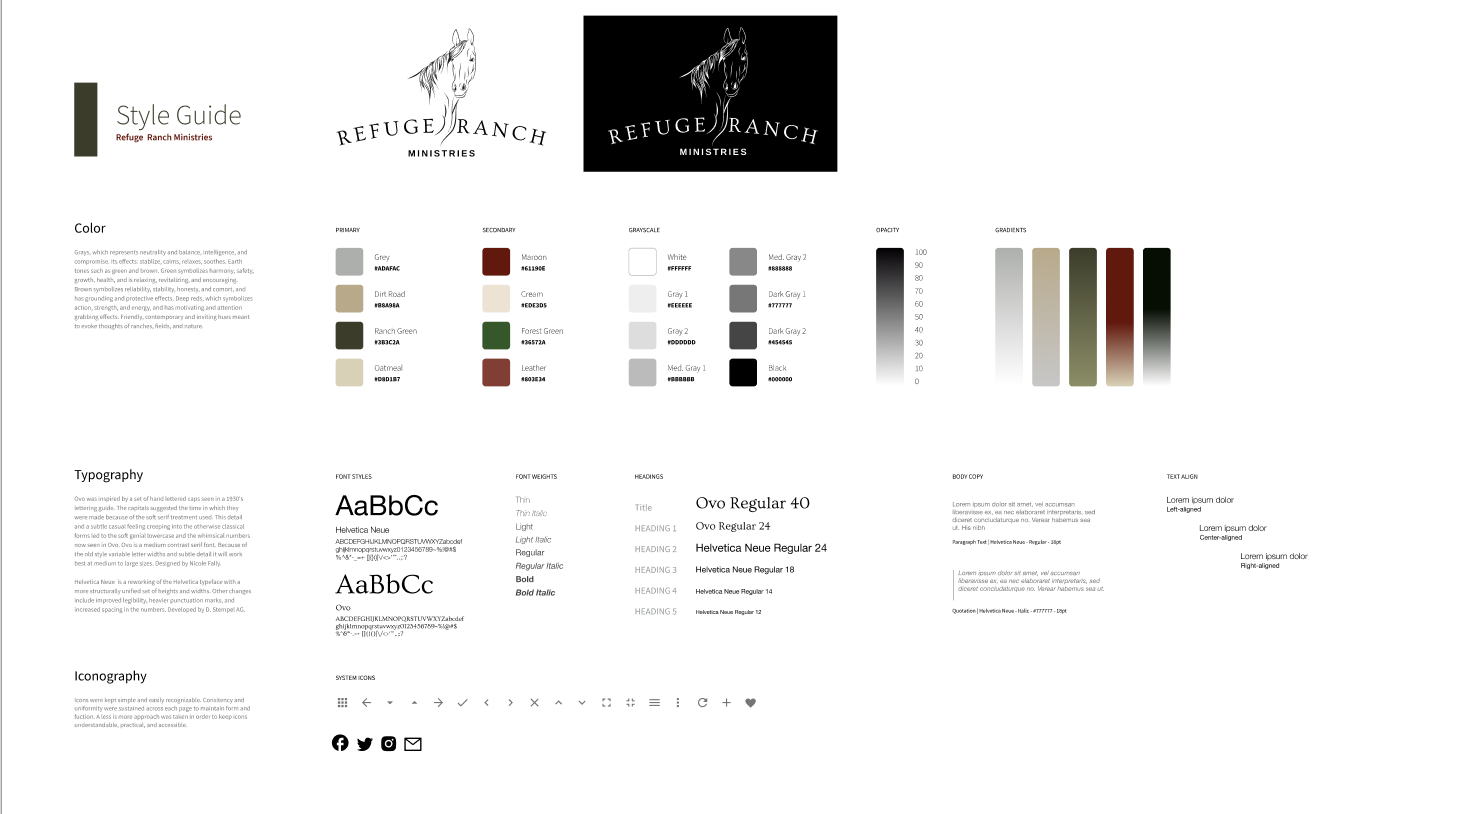 Style Guide
Refuge Ranch Ministries
REFUGE RANCH
MINISTRIES
REFUGE RANCH
MINISTRIES
Color
Grays, which represents neutrality and balance, intelligence, and
compromise. Its effects: stablize, calms, relaxes, soothes. Earth
tones such as green and brown. Green symbolizes harmony, safety,
growth, health, and is relaxing, revitalizing, and encouraging.
Brown symbolizes reliability, stability, honesty, and comort, and
has grounding and protective effects. Deep reds, which symbolizes
action, strength, and energy, and has motivating and attention
grabbing effects. Friendly, contemporary and inviting hues meant
to evoke thoughts of ranches, fields, and nature.
PRIMARY
Grey
#ADAFAC
Dirt Road
#B8A98A
Ranch Green
#3B3C2A
Oatmeal
#D8D1B7
SECONDARY
Maroon
#61190E
Cream
#EDE3D5
Forest Green
#36572A
Leather
#803E34
GRAYSCALE
White
#FFFFFF
Gray 1
#EEEEEE
Gray 2
#DDDDDD
Med. Gray 1
#BBBBBB
Med. Gray 2
#888888
Dark Gray 1
#777777
Dark Gray 2
#454545
Black
#000000
OPACITY
100
90
80
70
60
50
40
30
20
10
0
GRADIENTS
Typography
Ovo was inspired by a set of hand lettered caps seen in a 1930's
lettering guide. The capitals suggested the time in which they
were made because of the soft serif treatment used. This detail
and a subtle casual feeling creeping into the otherwise classical
forms led to the soft genial lowercase and the whimsical numbers
now seen in Ovo. Ovo is a medium contrast serif font. Because of
the old style variable letter widths and subtle detail it will work
best at medium to large sizes. Designed by Nicole Fally.
Helvetica Neue is a reworking of the Helvetica typeface with a
more structurally unified set of heights and widths. Other changes
include improved legibility, heavier punctuation marks, and
increased spacing in the numbers. Developed by D. Stempel AG.
FONT STYLES
AaBbCc
Helvetica Neue
ABCDEFGHIJKLMNOPQRSTUVWXYZabcdef
ghijklmnopqrstuvwxyz0123456789~%!@#$
AaBbCc
Ovo
ABCDEFGHIJKLMNOPQRSTUVWXYZabcdef
ghijklmnopqrstuvwxyz0123456789~%!@#$
FONT WEIGHTS
Thin
Thin Italic
Light
Light Italic
Regular
Regular Italic
Bold
Bold Italic
HEADINGS
Title Ovo Regular 40
HEADING 1 Ovo Regular 24
HEADING 2 Helvetica Neue Regular 24
HEADING 3 Helvetica Neue Regular 18
HEADING 4 Helvetica Neue Regular 14
HEADING 5 Helvetica Neue Regular 12
BODY COPY
Lorem ipsum dolor sit amet, vel accumsan
liberavisse ex, ea nec elaboraret interpretaris, sed
diceret concludaturque no. Verear habemus sea
ut. His nibh
Paragraph Text | Helvetica Neue - Regular - 18pt
Lorem ipsum dolor sit amet, vel accumsan
liberavisse ex, ea nec elaboraret interpretaris, sed
diceret concludaturque no. Verear habemus sea ut.
Quotation | Helvetica Neue - Italic - #777777 - 18pt
TEXT ALIGN
Lorem ipsum dolor
Left-aligned
Lorem ipsum dolor
Center-aligned
Lorem ipsum dolor
Right-aligned
Iconography
Icons were kept simple and easily recognizable. Consitency and
uniformity were sustained across each page to maintain form and
fuction. A less is more approach was taken in order to keep icons
understandable, practical, and accessible.
SYSTEM ICONS